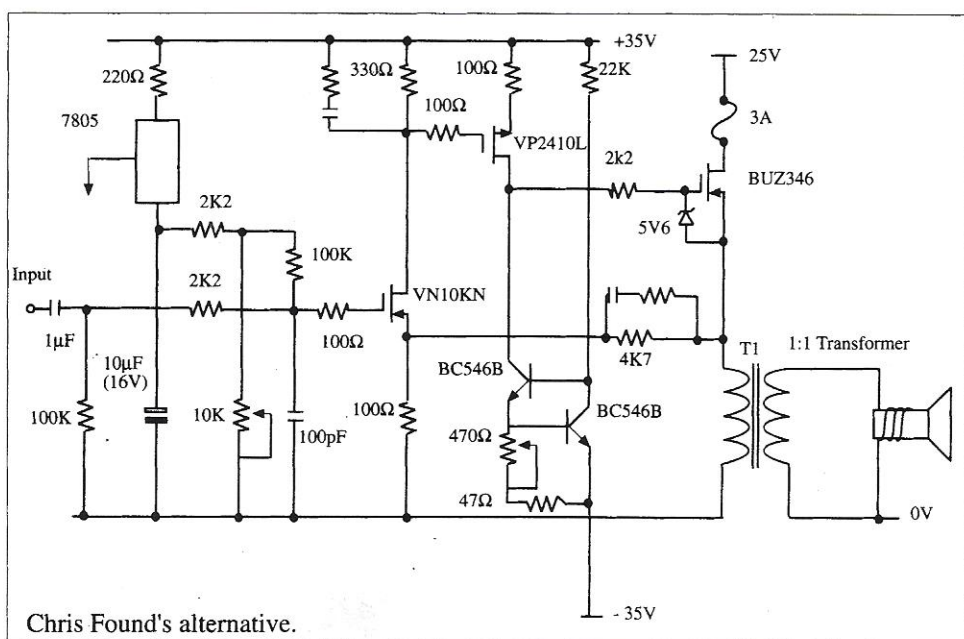 +35V
25V
220Ω
330Ω
100Ω
22K
3A
7805
100Ω
VP2410L
2k2
BUZ346
2K2
5V6
100K
Input
2K2
VN10KN
1µF
100Ω
4K7
T1
1:1 Transformer
10µF
(16V)
BC546B
BC546B
100K
10K
100pF
100Ω
470Ω
47Ω
0V
- 35V
Chris Found's alternative.